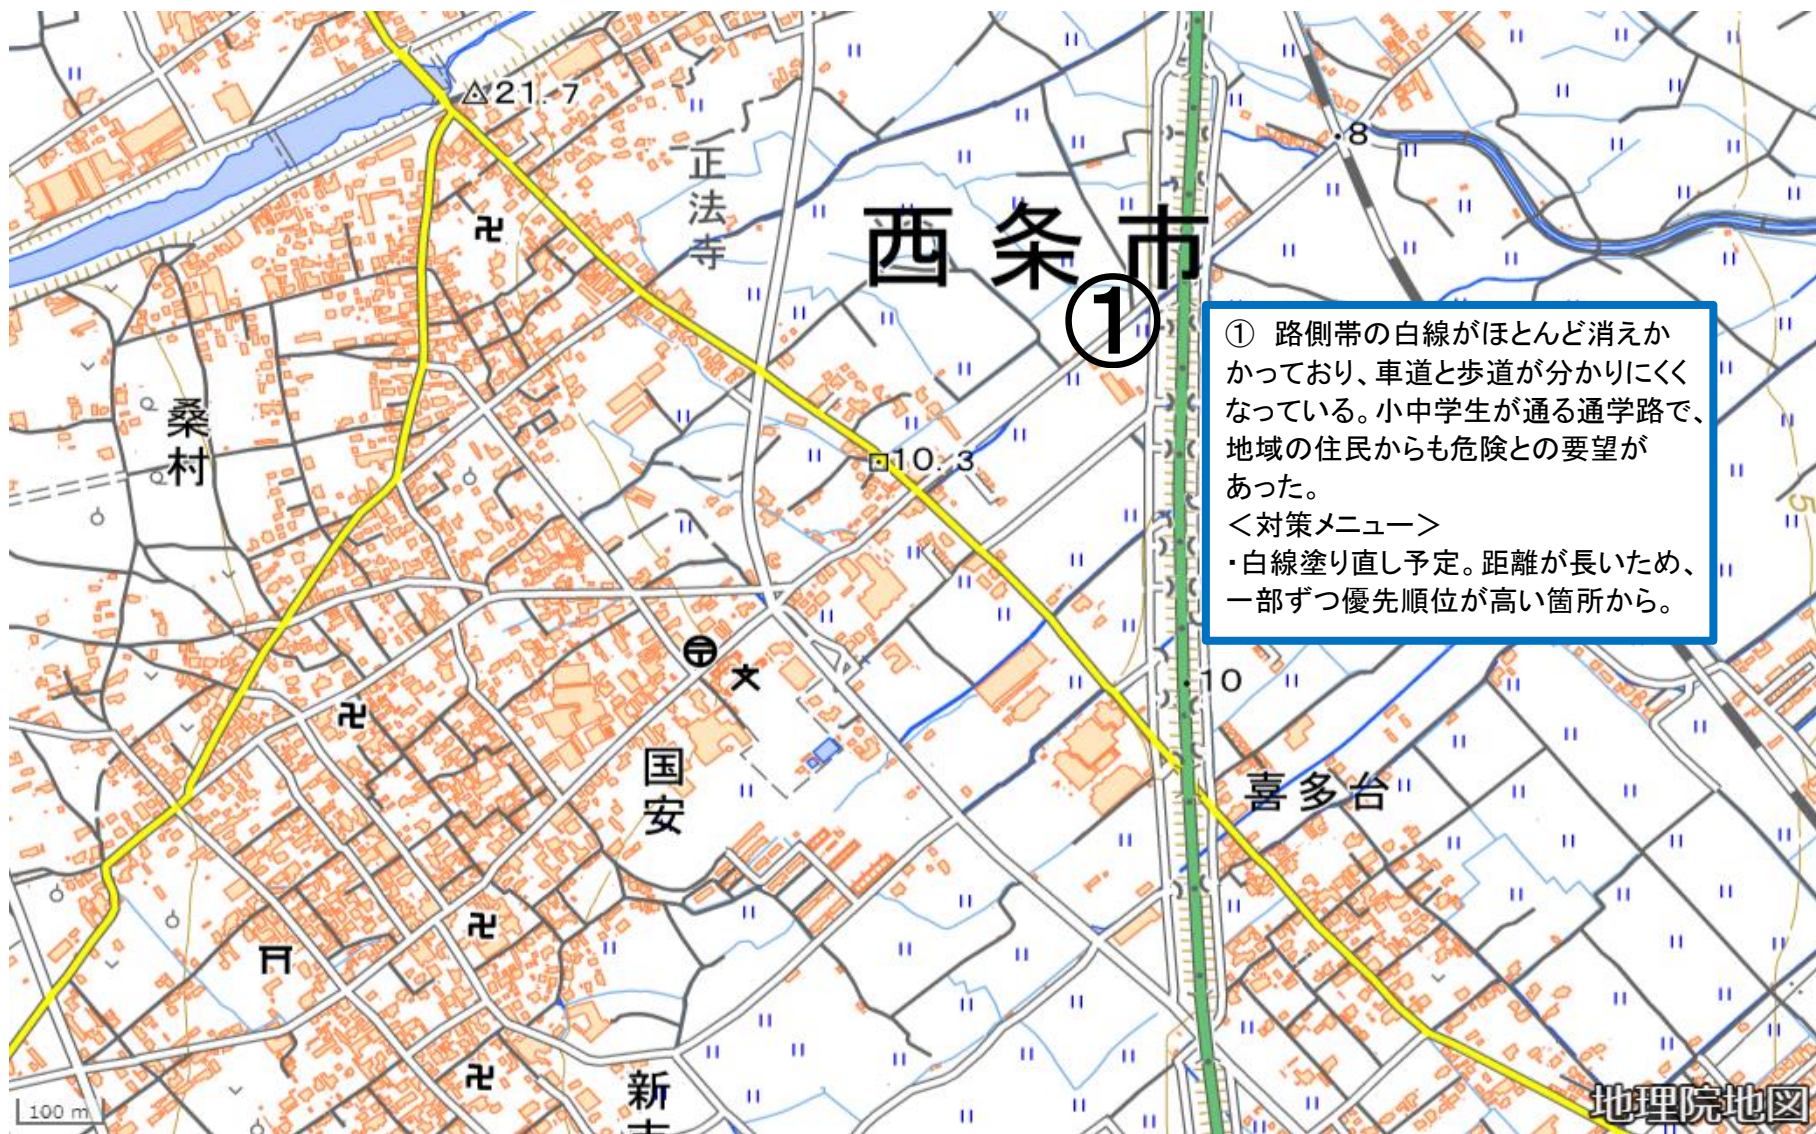 21.7
正法寺
8
西条市
①
① 路側帯の白線がほとんど消えか
かっており、車道と歩道が分かりにくく
なっている。小中学生が通る通学路で、
地域の住民からも危険との要望が
あった。
<対策メニュー>
・白線塗り直し予定。距離が長いため、
一部ずつ優先順位が高い箇所から。
桑村
10.3
5
文
10
国安
喜多台
新
100 m
地理院地図